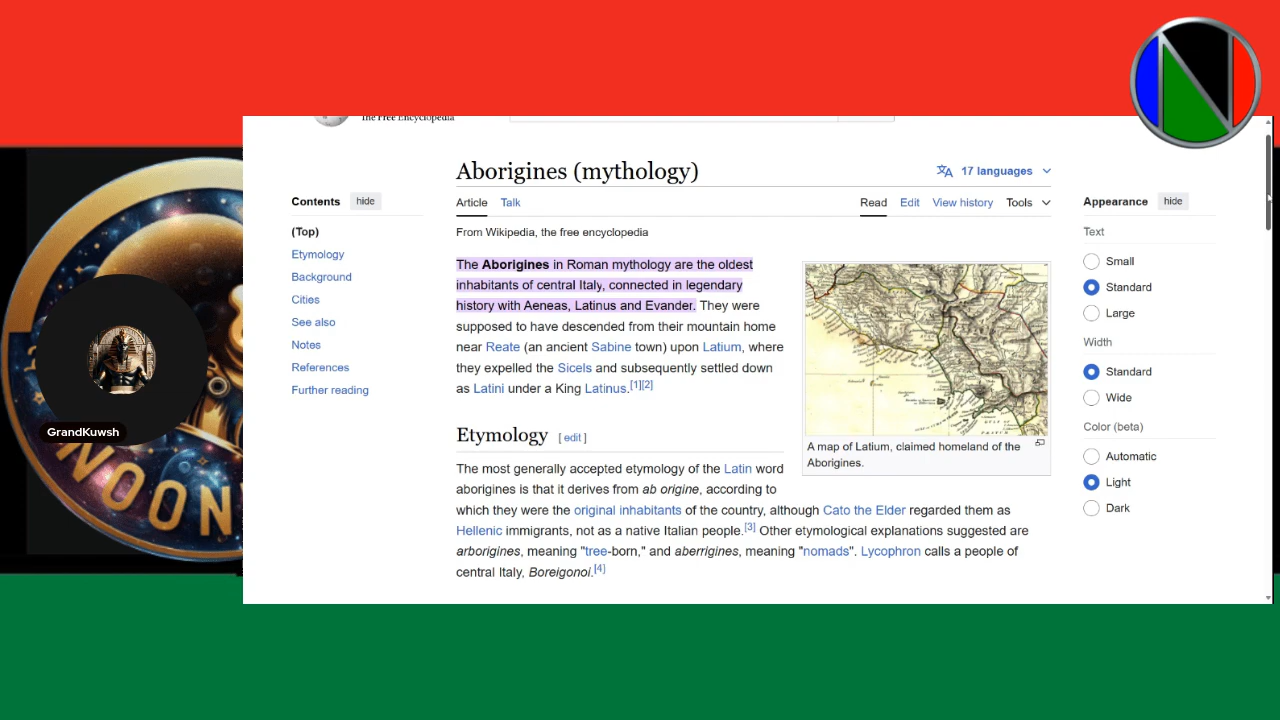 The Free Encyclopedia
Aborigines (mythology)
17 languages
Contents
hide
Article
Talk
Read
Edit
View history
Tools
Appearance
hide
(Top)
Etymology
Background
Cities
See also
Notes
References
Further reading
From Wikipedia, the free encyclopedia
The Aborigines in Roman mythology are the oldest
inhabitants of central Italy, connected in legendary
history with Aeneas, Latinus and Evander. They were
supposed to have descended from their mountain home
near Reate (an ancient Sabine town) upon Latium, where
they expelled the Sicels and subsequently settled down
as Latini under a King Latinus.[1][2]
A map of Latium, claimed homeland of the
Aborigines.
Etymology [ edit ]
The most generally accepted etymology of the Latin word
aborigines is that it derives from ab origine, according to
which they were the original inhabitants of the country, although Cato the Elder regarded them as
Hellenic immigrants, not as a native Italian people.[3] Other etymological explanations suggested are
arborigines, meaning "tree-born," and aberrigines, meaning "nomads". Lycophron calls a people of
central Italy, Boreigonoi.[4]
Text
Small
Standard
Large
Width
Standard
Wide
Color (beta)
Automatic
Light
Dark
GrandKuwsh
NOON
N